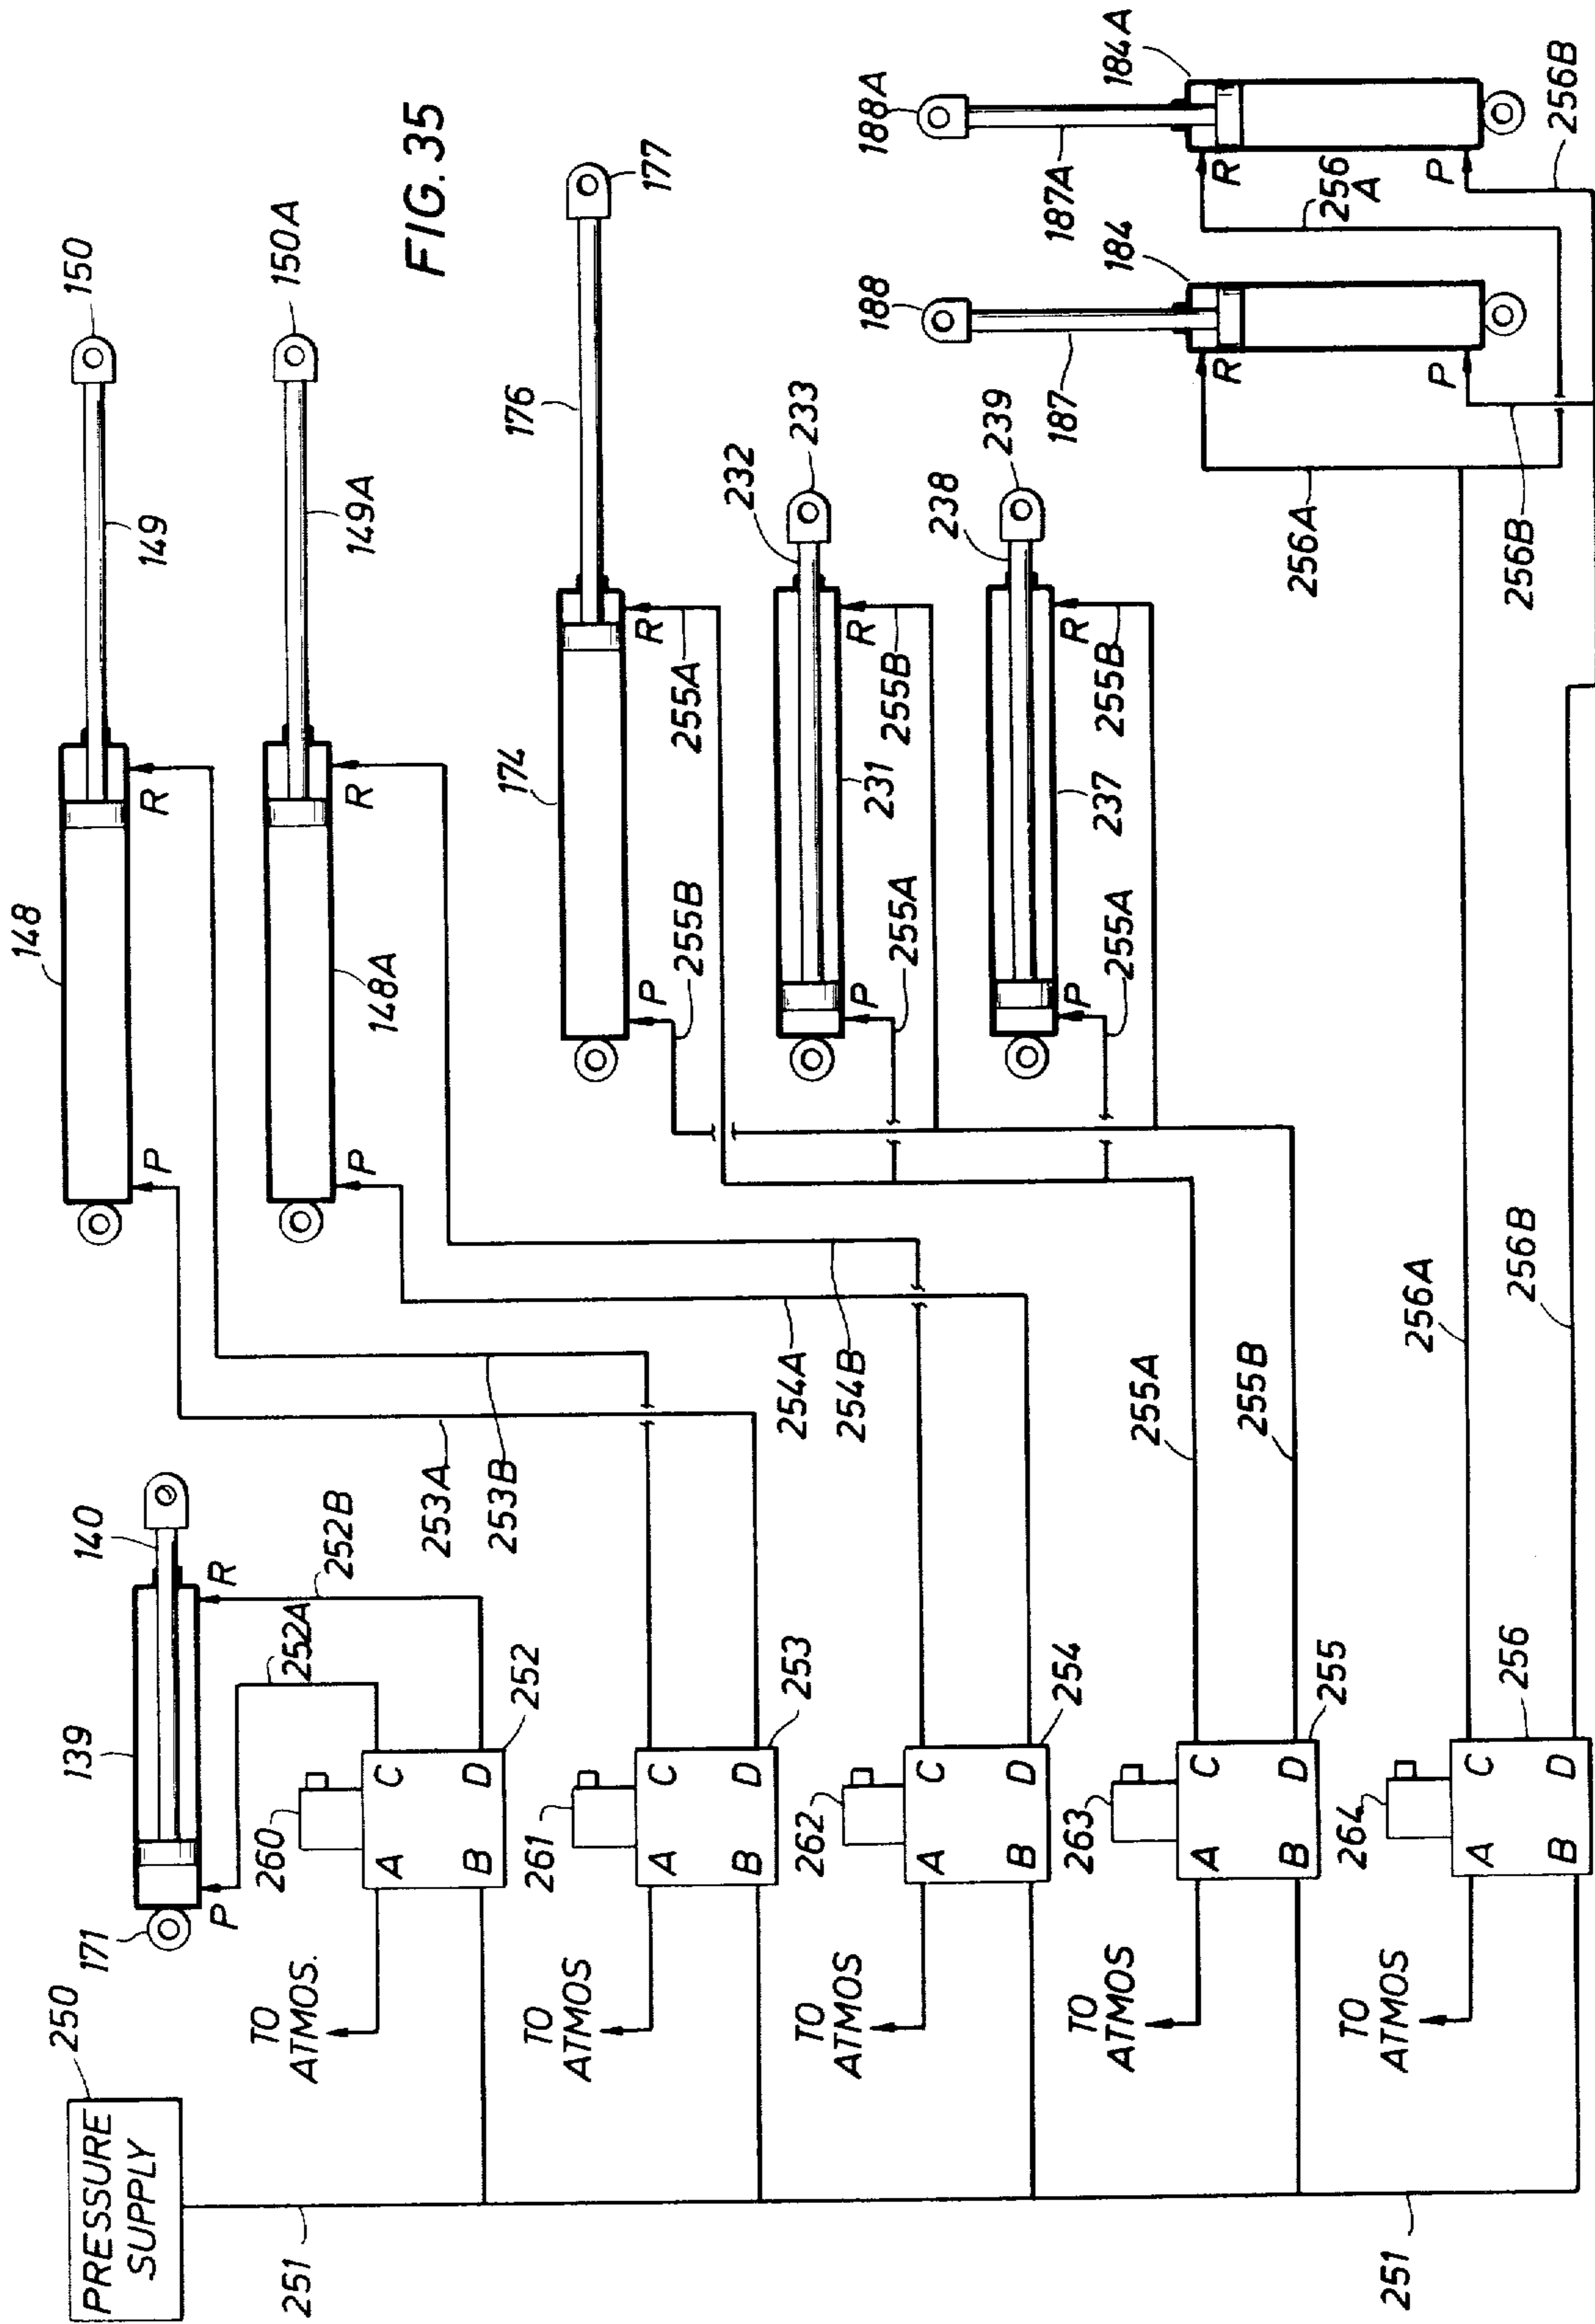 FIG. 35
PRESSURE
SUPPLY
250
251
251
171
139
140
P
R
252A
252B
260
A
C
B
D
252
TO
ATMOS.
261
A
C
B
D
253
TO
ATMOS
253A
253B
262
A
C
B
D
254
TO
ATMOS
254A
254B
263
A
C
B
D
255
TO
ATMOS
255A
255B
264
A
C
B
D
256
TO
ATMOS
256A
256B
148
149
150
P
R
148A
149A
150A
P
R
174
176
177
P
R
255B
255A
231
232
233
P
R
255A
255B
237
238
239
P
R
255A
255B
184
187
188
R
P
256A
256B
184A
187A
188A
R
P
256
A
256B